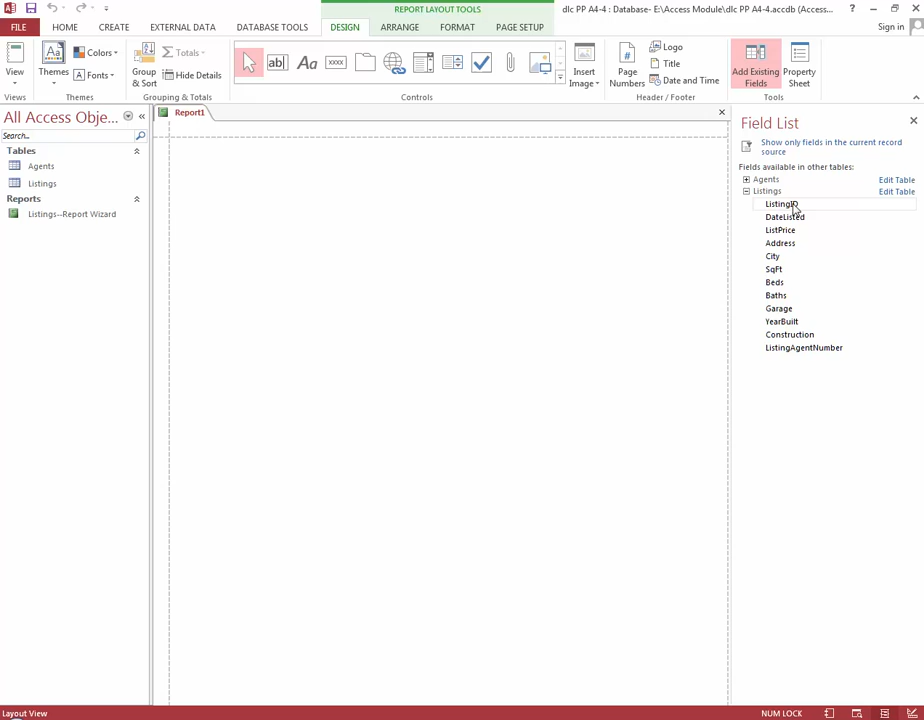 REPORT LAYOUT TOOLS
dlc PP A4-4 : Database- E:\Access Module\dlc PP A4-4.accdb (Access...
?
FILE HOME CREATE EXTERNAL DATA DATABASE TOOLS DESIGN ARRANGE FORMAT PAGE SETUP Sign in
View
Views
Themes
Colors
Fonts
Themes
Group & Sort
Totals
Hide Details
Grouping & Totals
ab
Aa
xxxx
Controls
Insert Image
Page Numbers
Logo
Title
Date and Time
Header / Footer
Add Existing Fields
Property Sheet
Tools
All Access Obje...
Search...
Tables
Agents
Listings
Reports
Listings--Report Wizard
Report1
Field List
Show only fields in the current record
source
Fields available in other tables:
Agents Edit Table
Listings Edit Table
ListingID
DateListed
ListPrice
Address
City
SqFt
Beds
Baths
Garage
YearBuilt
Construction
ListingAgentNumber
Layout View NUM LOCK